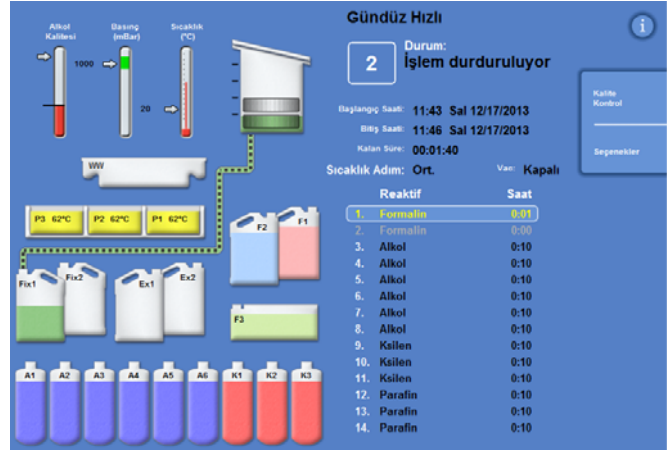 Alkol
Kalitesi
Basınç
(mBar)
Sıcaklık
(°C)
1000
20
WW
P3 62°C
P2 62°C
P1 62°C
F2
F1
Fix1
Fix2
Ex1
Ex2
F3
A1
A2
A3
A4
A5
A6
K1
K2
K3
Gündüz Hızlı
2
Durum:
İşlem durduruluyor
Başlangıç Saati: 11:43 Sal 12/17/2013
Bitiş Saati: 11:46 Sal 12/17/2013
Kalan Süre: 00:01:40
Sıcaklık Adım: Ort. Vac: Kapalı
Reaktif Saat
1. Formalin 0:01
2. Formalin 0:00
3. Alkol 0:10
4. Alkol 0:10
5. Alkol 0:10
6. Alkol 0:10
7. Alkol 0:10
8. Alkol 0:10
9. Ksilen 0:10
10. Ksilen 0:10
11. Ksilen 0:10
12. Parafin 0:10
13. Parafin 0:10
14. Parafin 0:10
i
Kalite
Kontrol
Seçenekler